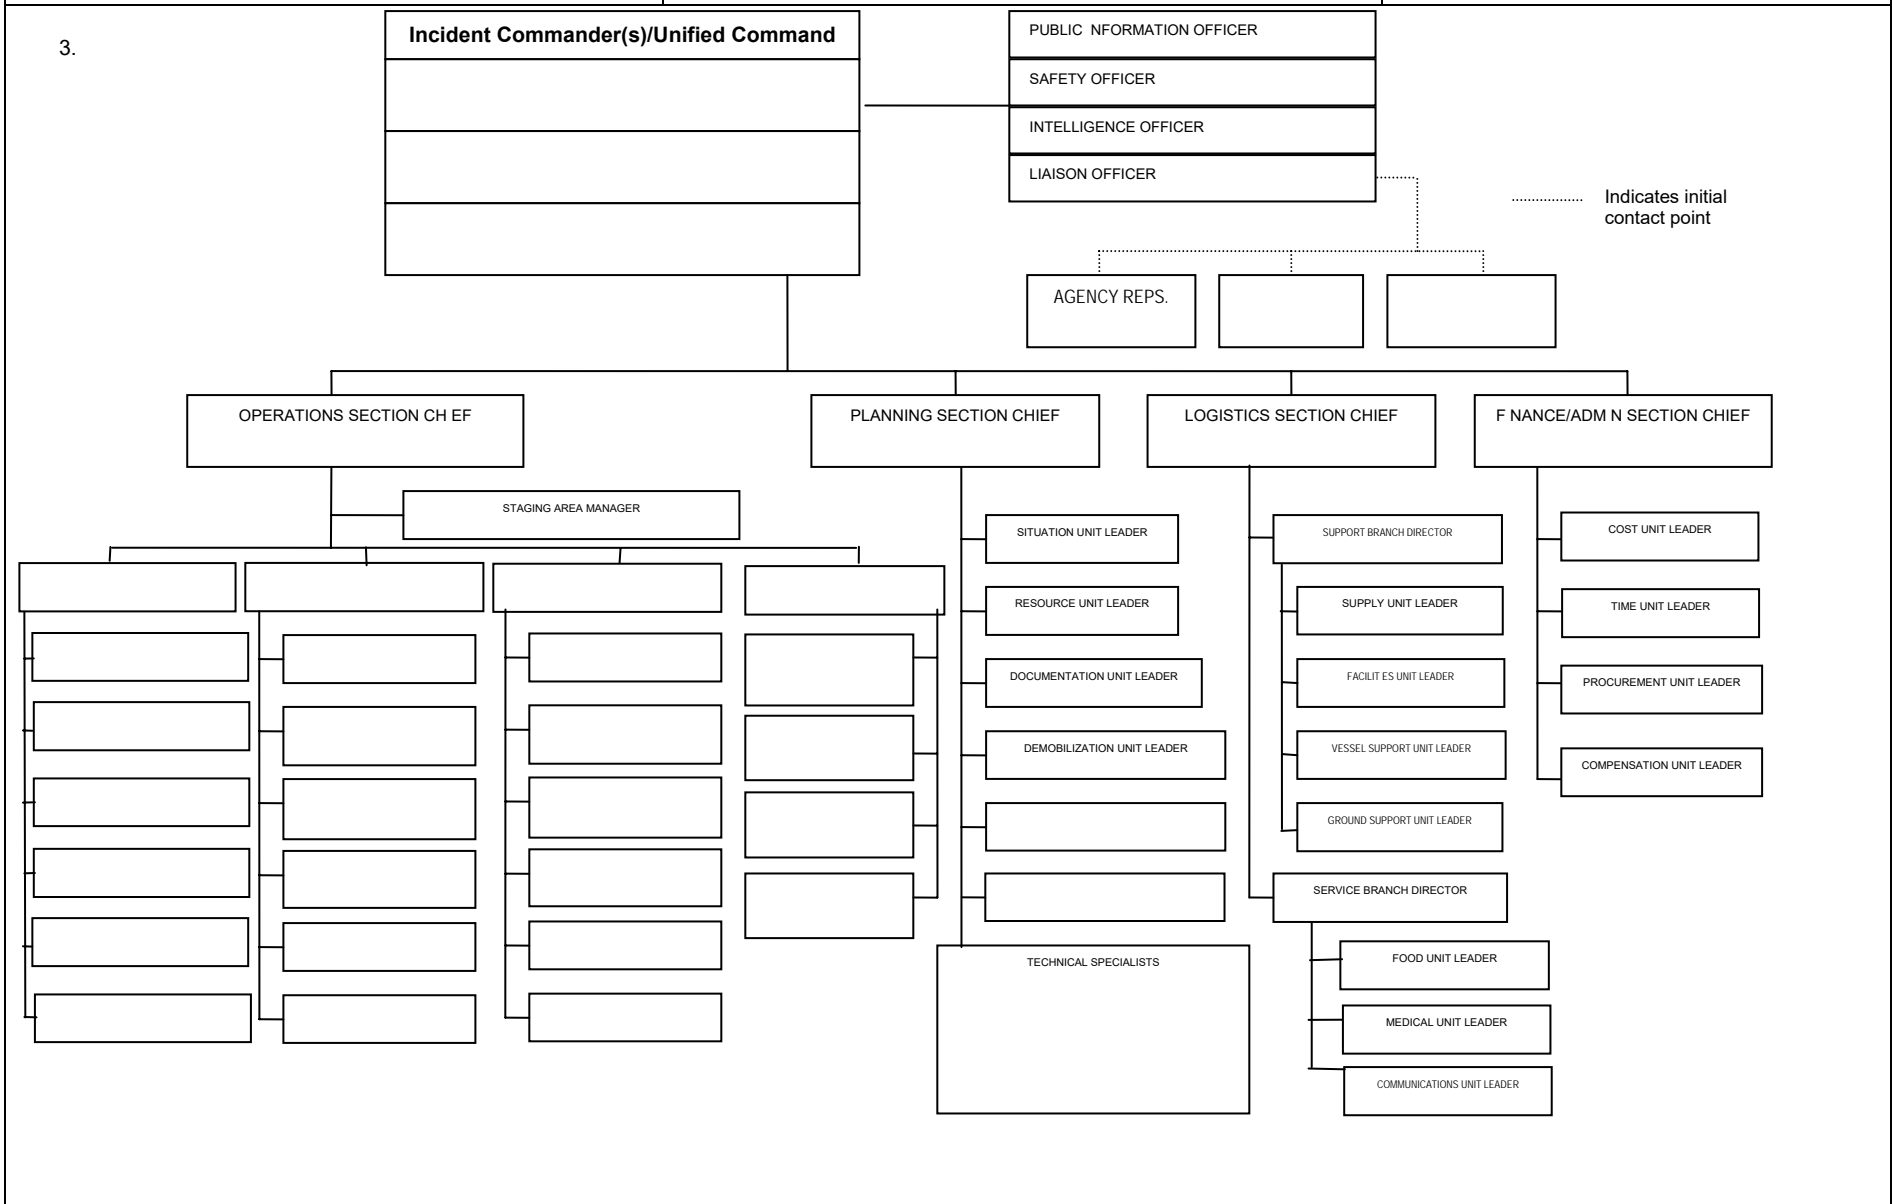 3.
Incident Commander(s)/Unified Command
PUBLIC NFORMATION OFFICER
SAFETY OFFICER
INTELLIGENCE OFFICER
LIAISON OFFICER
Indicates initial
contact point
AGENCY REPS.
OPERATIONS SECTION CH EF
PLANNING SECTION CHIEF
LOGISTICS SECTION CHIEF
F NANCE/ADM N SECTION CHIEF
STAGING AREA MANAGER
SITUATION UNIT LEADER
RESOURCE UNIT LEADER
DOCUMENTATION UNIT LEADER
DEMOBILIZATION UNIT LEADER
TECHNICAL SPECIALISTS
SUPPORT BRANCH DIRECTOR
SUPPLY UNIT LEADER
FACILIT ES UNIT LEADER
VESSEL SUPPORT UNIT LEADER
GROUND SUPPORT UNIT LEADER
SERVICE BRANCH DIRECTOR
FOOD UNIT LEADER
MEDICAL UNIT LEADER
COMMUNICATIONS UNIT LEADER
COST UNIT LEADER
TIME UNIT LEADER
PROCUREMENT UNIT LEADER
COMPENSATION UNIT LEADER